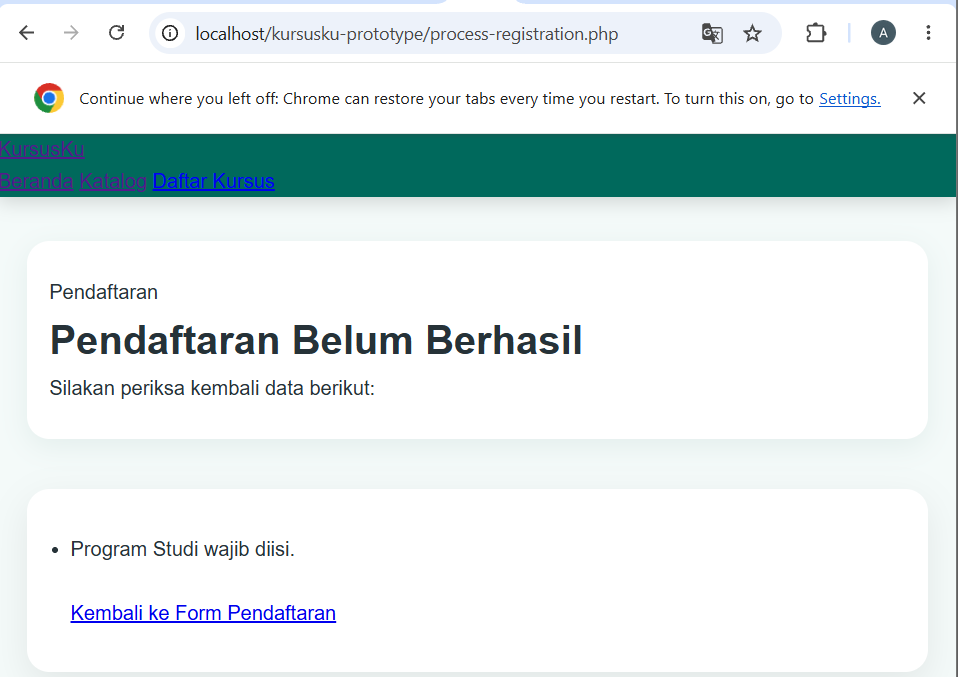 localhost/kursusku-prototype/process-registration.php
A
Continue where you left off: Chrome can restore your tabs every time you restart. To turn this on, go to Settings.
KursusKu
Beranda Katalog Daftar Kursus
Pendaftaran
Pendaftaran Belum Berhasil
Silakan periksa kembali data berikut:
• Program Studi wajib diisi.
Kembali ke Form Pendaftaran